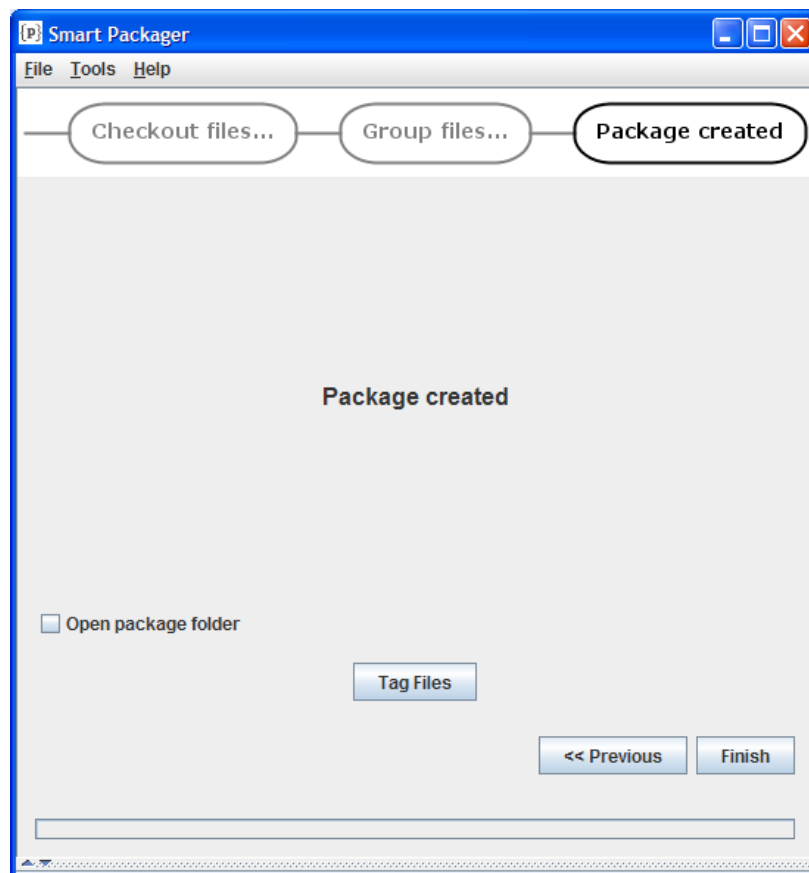 {P} Smart Packager
File Tools Help
Checkout files... Group files... Package created
Package created
Open package folder
Tag Files
<< Previous Finish